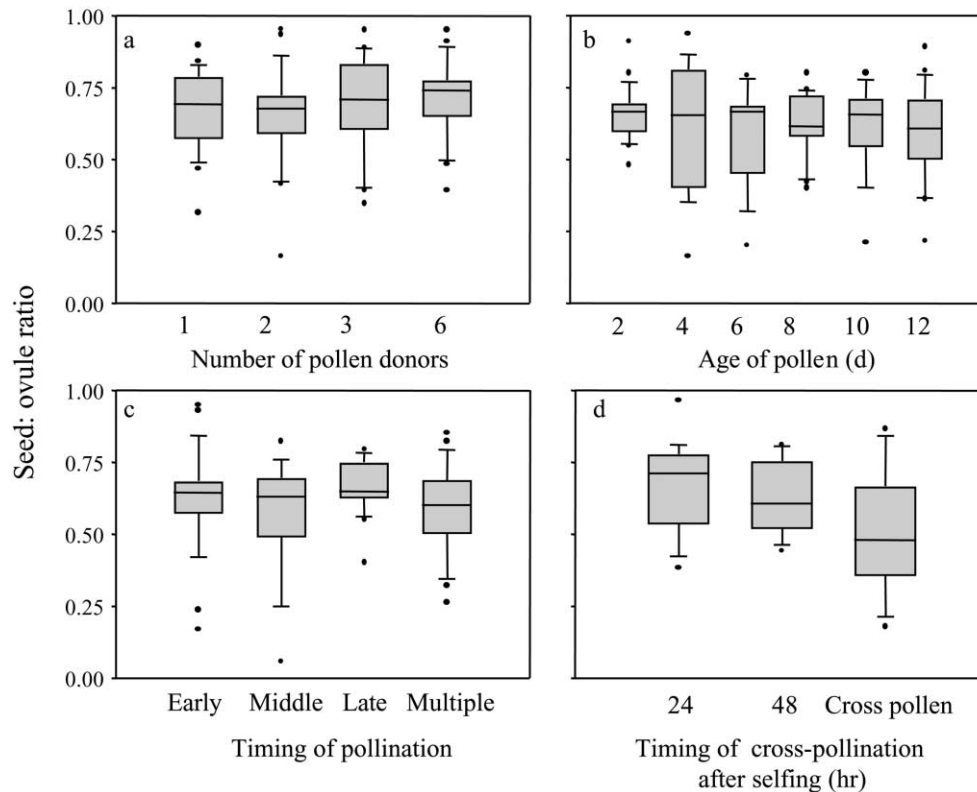 Seed: ovule ratio
a
1.00
0.75
0.50
0.25
0.00
1 2 3 6
Number of pollen donors
b
2 4 6 8 10 12
Age of pollen (d)
c
1.00
0.75
0.50
0.25
0.00
Early Middle Late Multiple
Timing of pollination
d
24 48 Cross pollen
Timing of cross-pollination
after selfing (hr)